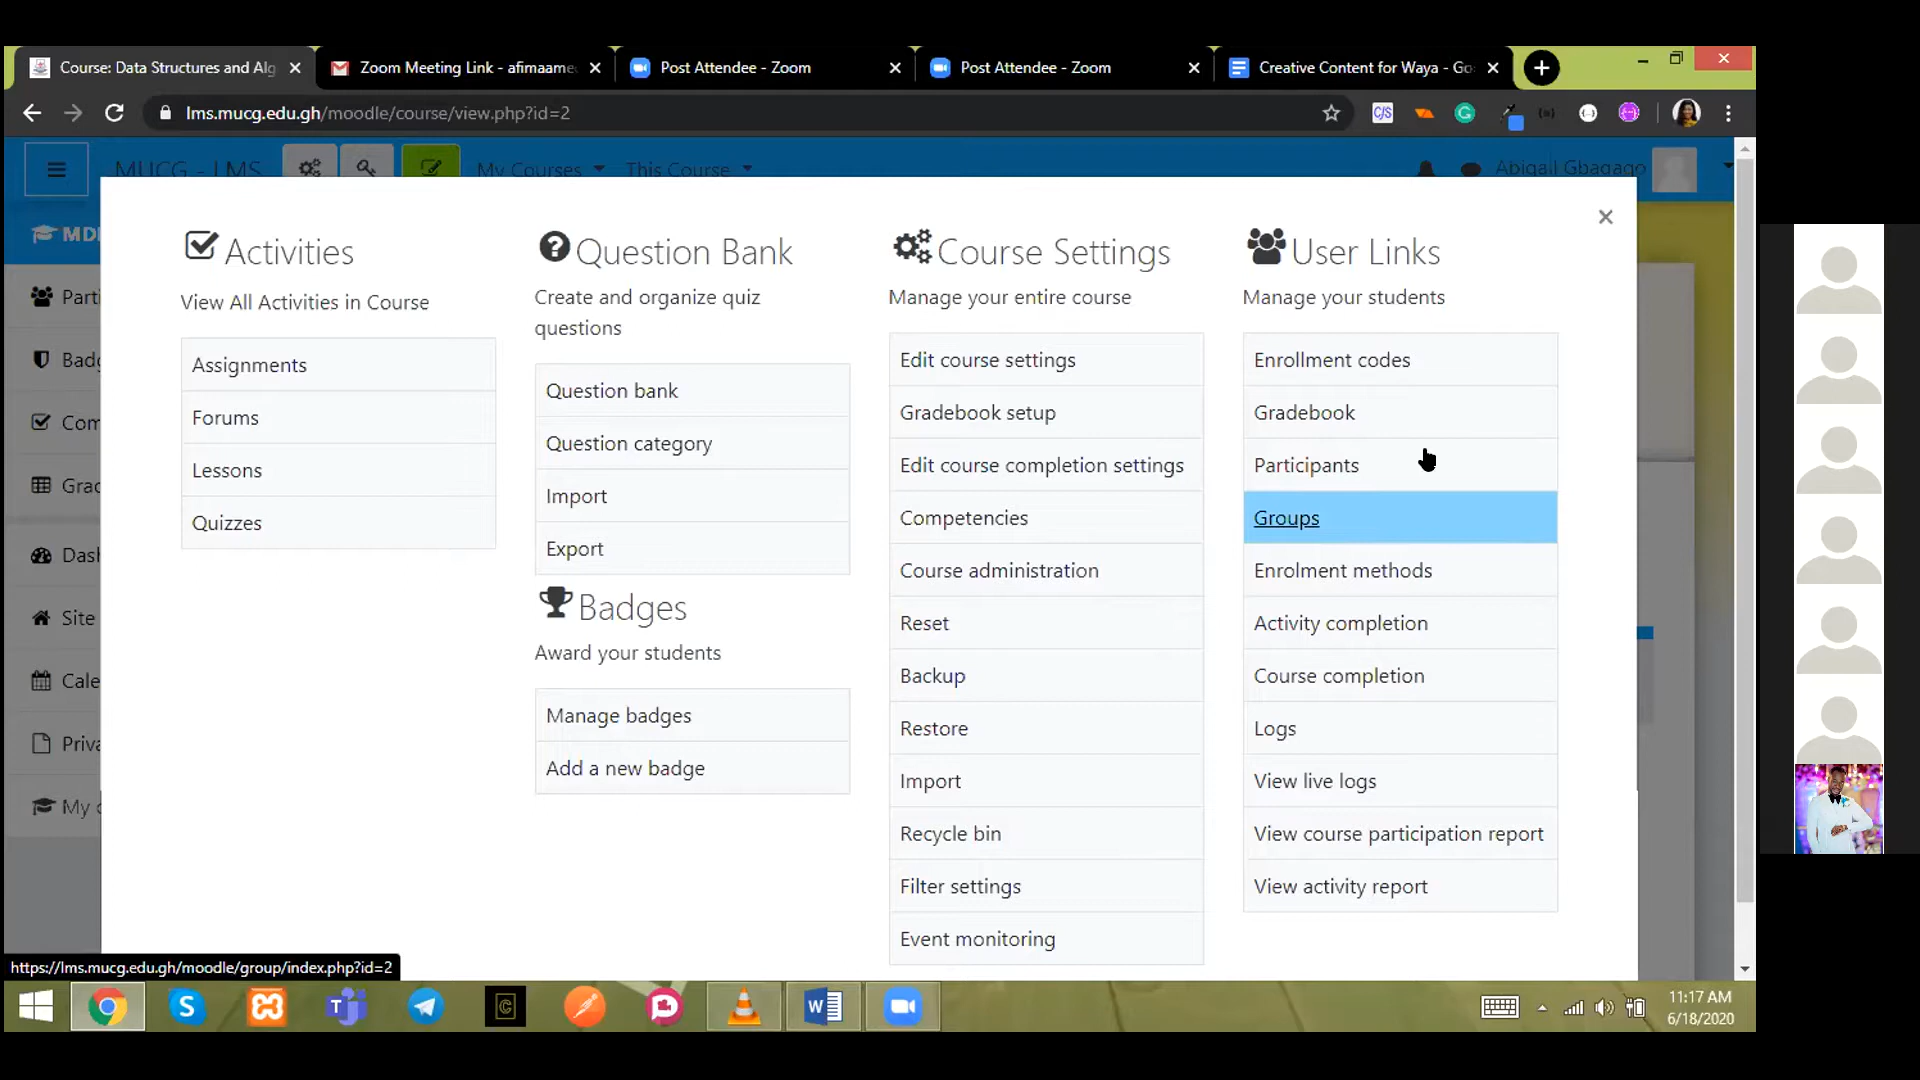 Course: Data Structures and Alg
Zoom Meeting Link - afimaame
Post Attendee - Zoom
Post Attendee - Zoom
Creative Content for Waya - Go
lms.mucg.edu.gh/moodle/course/view.php?id=2
MUCG - LMS
My Courses
This Course
Abigail Gbagago
MD
Parti
Badg
Com
Grac
Dash
Site
Cale
Priva
My c
Activities
View All Activities in Course
Assignments
Forums
Lessons
Quizzes
Question Bank
Create and organize quiz
questions
Question bank
Question category
Import
Export
Badges
Award your students
Manage badges
Add a new badge
Course Settings
Manage your entire course
Edit course settings
Gradebook setup
Edit course completion settings
Competencies
Course administration
Reset
Backup
Restore
Import
Recycle bin
Filter settings
Event monitoring
User Links
Manage your students
Enrollment codes
Gradebook
Participants
Groups
Enrolment methods
Activity completion
Course completion
Logs
View live logs
View course participation report
View activity report
https://lms.mucg.edu.gh/moodle/group/index.php?id=2
11:17 AM
6/18/2020